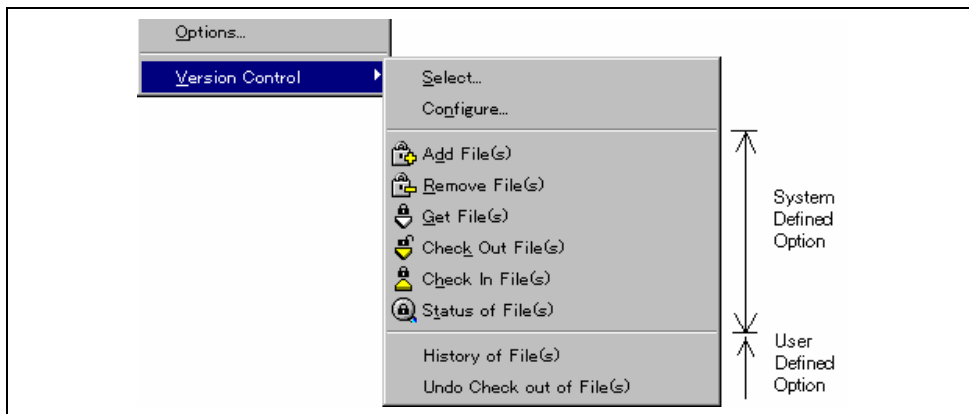 Options...
Version Control
Select...
Configure...
Add File(s)
Remove File(s)
Get File(s)
Check Out File(s)
Check In File(s)
Status of File(s)
History of File(s)
Undo Check out of File(s)
System
Defined
Option
User
Defined
Option